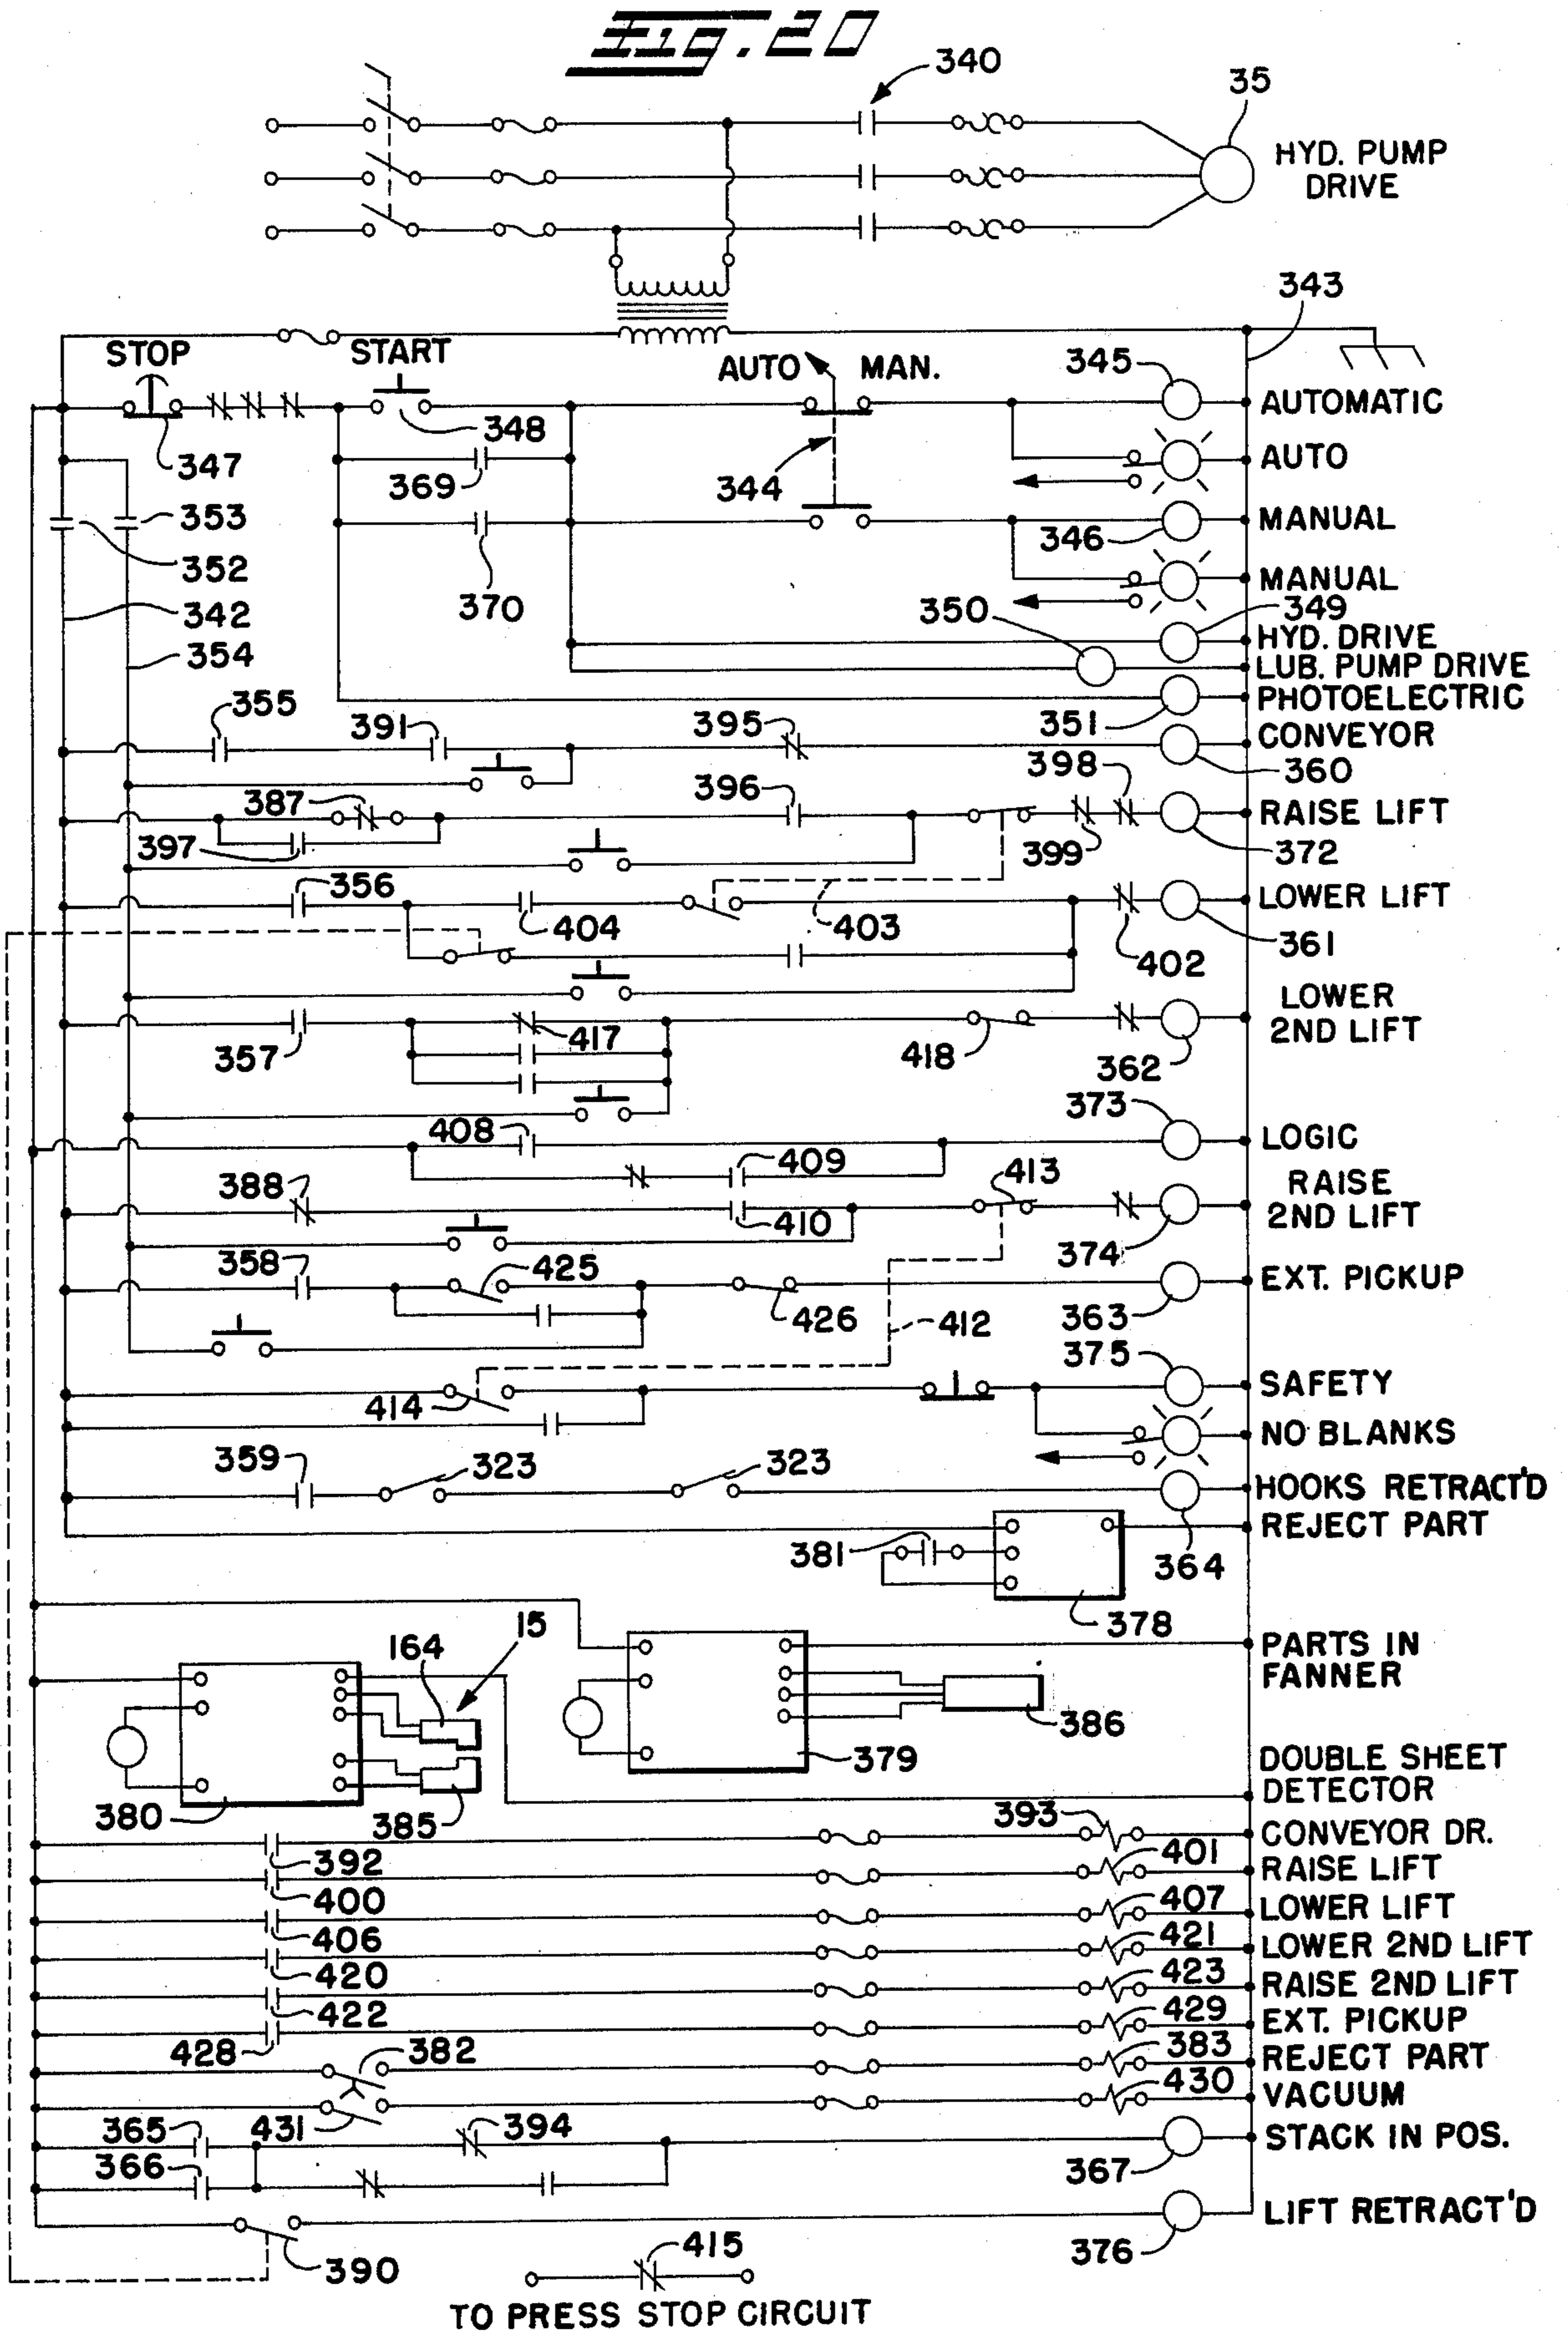 FIG. 20
340
35
HYD. PUMP
DRIVE
343
STOP
START
AUTO
MAN.
345
AUTOMATIC
348
347
369
344
AUTO
353
352
346
MANUAL
342
370
350
MANUAL
349
354
HYD. DRIVE
LUB. PUMP DRIVE
355
391
395
351
PHOTOELECTRIC
CONVEYOR
387
396
398
360
397
399
RAISE LIFT
372
356
404
403
LOWER LIFT
402
361
357
417
418
LOWER
2ND LIFT
362
408
373
LOGIC
409
388
410
413
RAISE
2ND LIFT
374
358
425
EXT. PICKUP
426
412
363
375
414
SAFETY
NO BLANKS
359
323
323
HOOKS RETRACT'D
381
364
REJECT PART
378
164
15
PARTS IN
FANNER
386
379
380
385
DOUBLE SHEET
DETECTOR
393
CONVEYOR DR.
392
401
RAISE LIFT
400
407
LOWER LIFT
406
421
LOWER 2ND LIFT
420
423
RAISE 2ND LIFT
422
429
EXT. PICKUP
428
382
383
REJECT PART
430
VACUUM
431
365
394
STACK IN POS.
366
367
LIFT RETRACT'D
390
415
376
TO PRESS STOP CIRCUIT